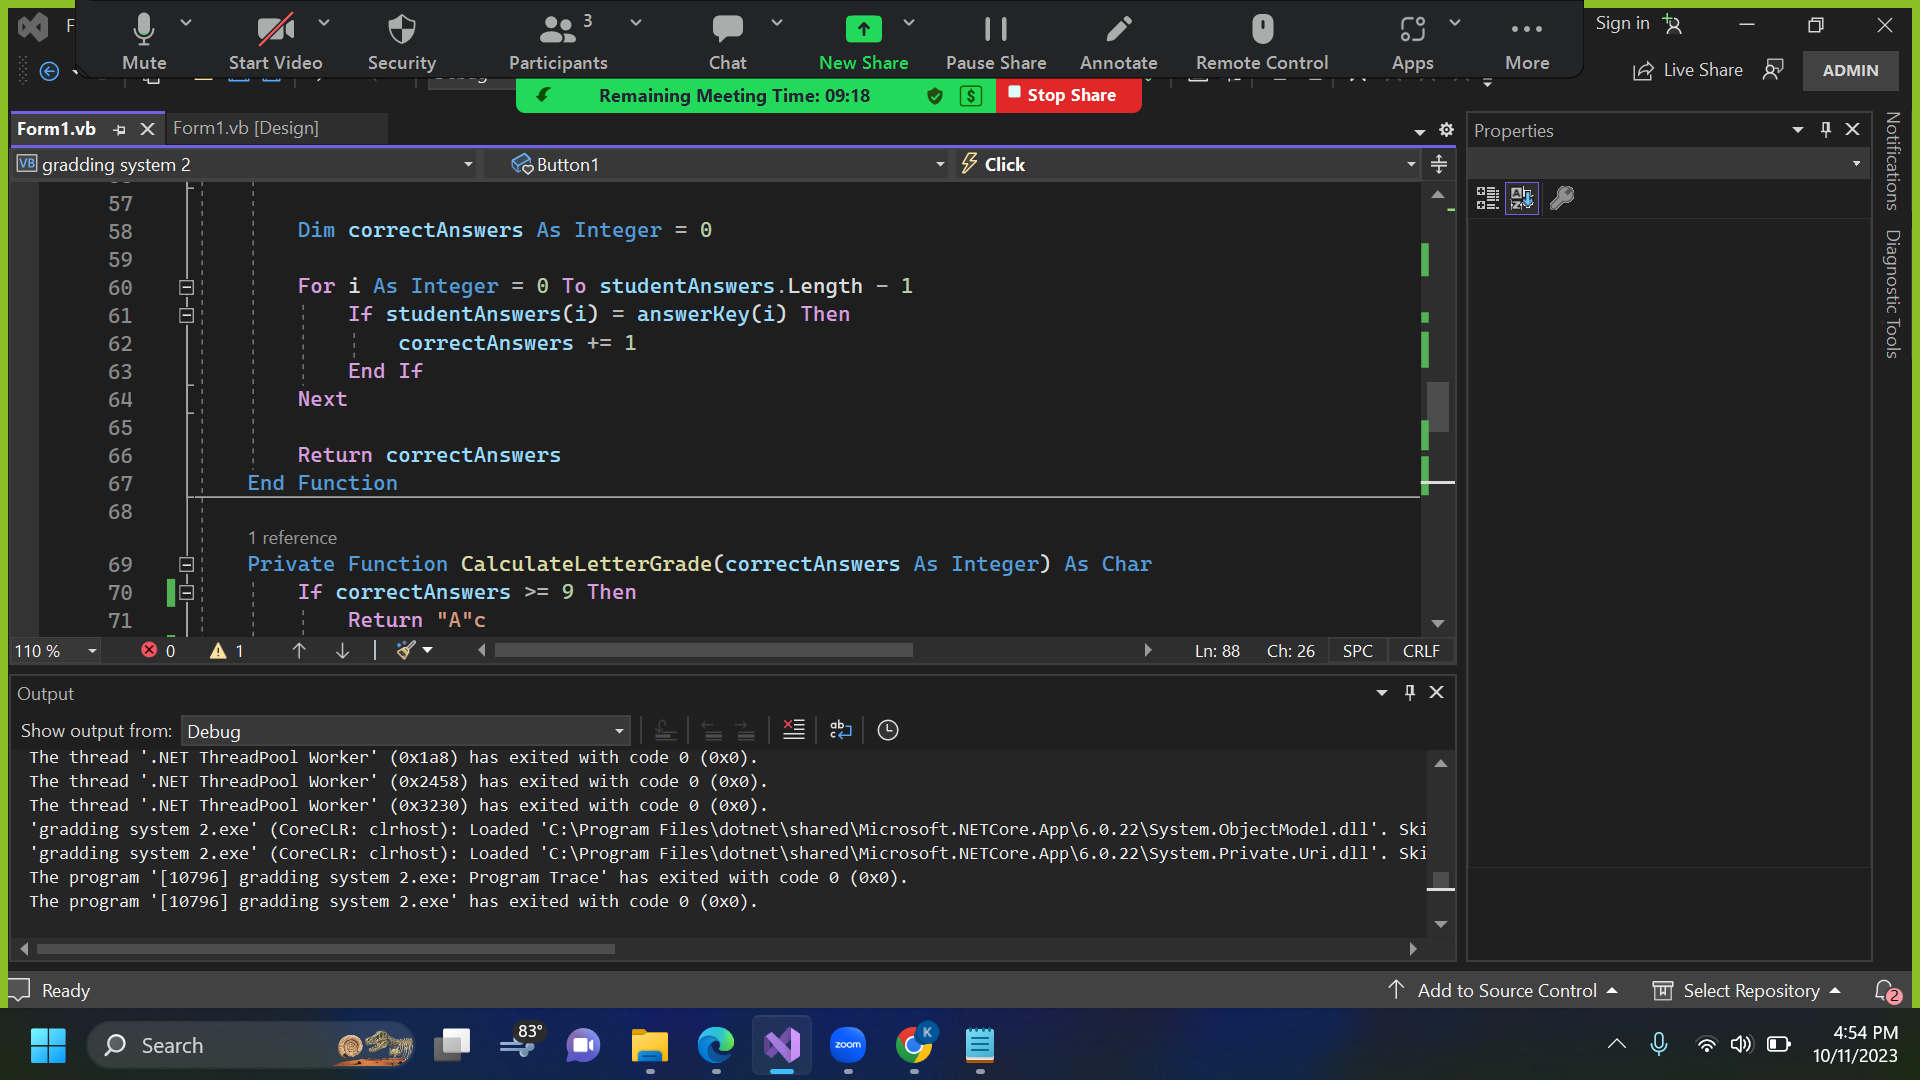 Mute
Start Video
Security
Participants
3
Chat
New Share
Pause Share
Annotate
Remote Control
Apps
More
Sign in
Live Share
ADMIN
Remaining Meeting Time: 09:18
Stop Share
Form1.vb
Form1.vb [Design]
VB gradding system 2
Button1
Click
57
58 Dim correctAnswers As Integer = 0
59
60 For i As Integer = 0 To studentAnswers.Length - 1
61 If studentAnswers(i) = answerKey(i) Then
62 correctAnswers += 1
63 End If
64 Next
65
66 Return correctAnswers
67 End Function
68
1 reference
69 Private Function CalculateLetterGrade(correctAnswers As Integer) As Char
70 If correctAnswers >= 9 Then
71 Return "A"c
110 %
0
1
Ln: 88
Ch: 26
SPC
CRLF
Output
Show output from: Debug
The thread '.NET ThreadPool Worker' (0x1a8) has exited with code 0 (0x0).
The thread '.NET ThreadPool Worker' (0x2458) has exited with code 0 (0x0).
The thread '.NET ThreadPool Worker' (0x3230) has exited with code 0 (0x0).
'gradding system 2.exe' (CoreCLR: clrhost): Loaded 'C:\Program Files\dotnet\shared\Microsoft.NETCore.App\6.0.22\System.ObjectModel.dll'. Ski
'gradding system 2.exe' (CoreCLR: clrhost): Loaded 'C:\Program Files\dotnet\shared\Microsoft.NETCore.App\6.0.22\System.Private.Uri.dll'. Ski
The program '[10796] gradding system 2.exe: Program Trace' has exited with code 0 (0x0).
The program '[10796] gradding system 2.exe' has exited with code 0 (0x0).
Properties
Notifications
Diagnostic Tools
Ready
Add to Source Control
Select Repository
2
Search
83°
zoom
K
4:54 PM
10/11/2023